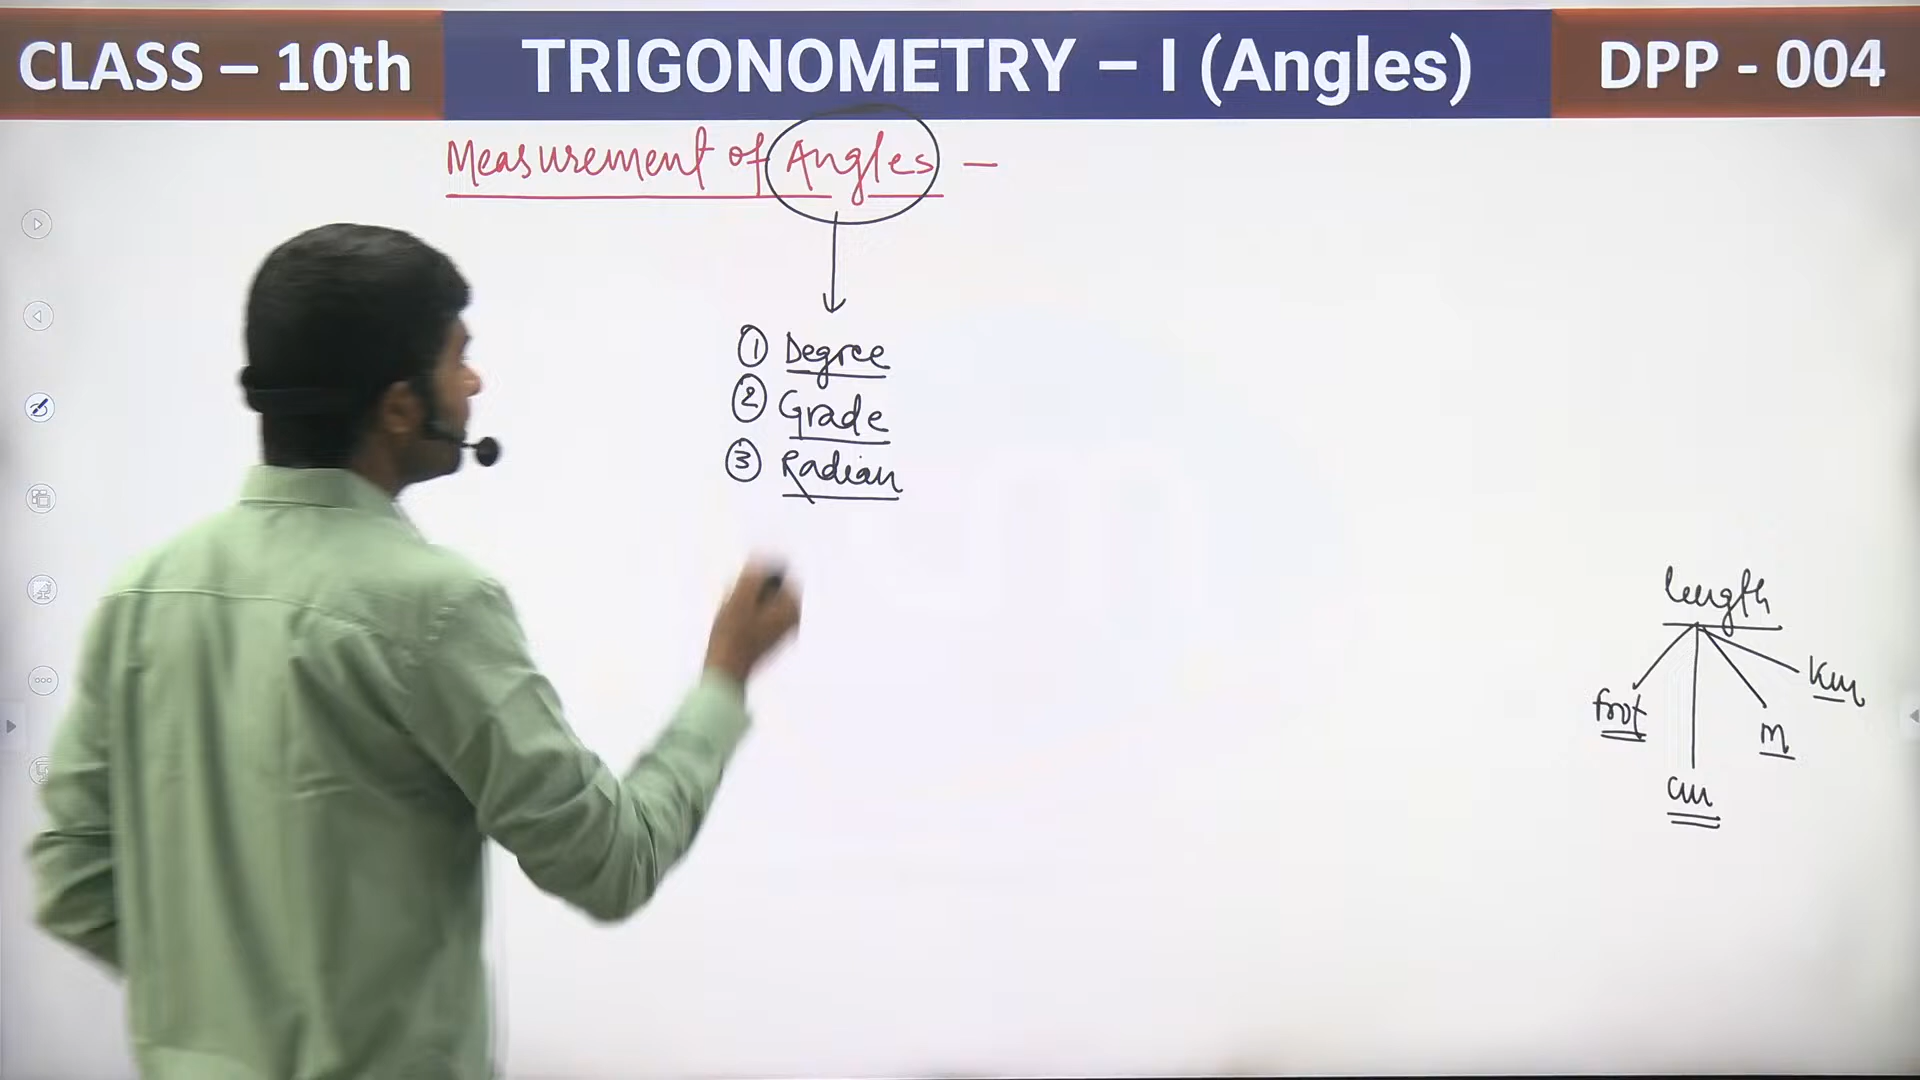 CLASS – 10th
TRIGONOMETRY – I (Angles)
DPP - 004
Measurement of Angles –
① Degree
② Grade
③ Radian
length
foot
cm
m
Km